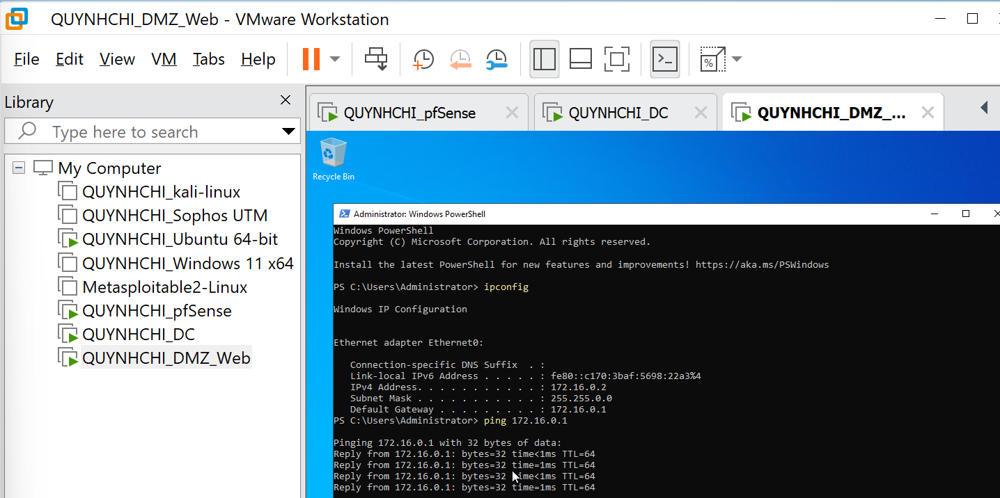 QUYNHCHI_DMZ_Web - VMware Workstation
File Edit View VM Tabs Help
%
Library
Type here to search
My Computer
QUYNHCHI_kali-linux
QUYNHCHI_Sophos UTM
QUYNHCHI_Ubuntu 64-bit
QUYNHCHI_Windows 11 x64
Metasploitable2-Linux
QUYNHCHI_pfSense
QUYNHCHI_DC
QUYNHCHI_DMZ_Web
QUYNHCHI_pfSense QUYNHCHI_DC QUYNHCHI_DMZ_...
Recycle Bin
Administrator: Windows PowerShell
Windows PowerShell
Copyright (C) Microsoft Corporation. All rights reserved.
Install the latest PowerShell for new features and improvements! https://aka.ms/PSWindows
PS C:\Users\Administrator> ipconfig
Windows IP Configuration
Ethernet adapter Ethernet0:
Connection-specific DNS Suffix . :
Link-local IPv6 Address . . . . . : fe80::c170:3baf:5698:22a3%4
IPv4 Address. . . . . . . . . . . : 172.16.0.2
Subnet Mask . . . . . . . . . . . : 255.255.0.0
Default Gateway . . . . . . . . . : 172.16.0.1
PS C:\Users\Administrator> ping 172.16.0.1
Pinging 172.16.0.1 with 32 bytes of data:
Reply from 172.16.0.1: bytes=32 time<1ms TTL=64
Reply from 172.16.0.1: bytes=32 time=1ms TTL=64
Reply from 172.16.0.1: bytes=32 time<1ms TTL=64
Reply from 172.16.0.1: bytes=32 time=1ms TTL=64